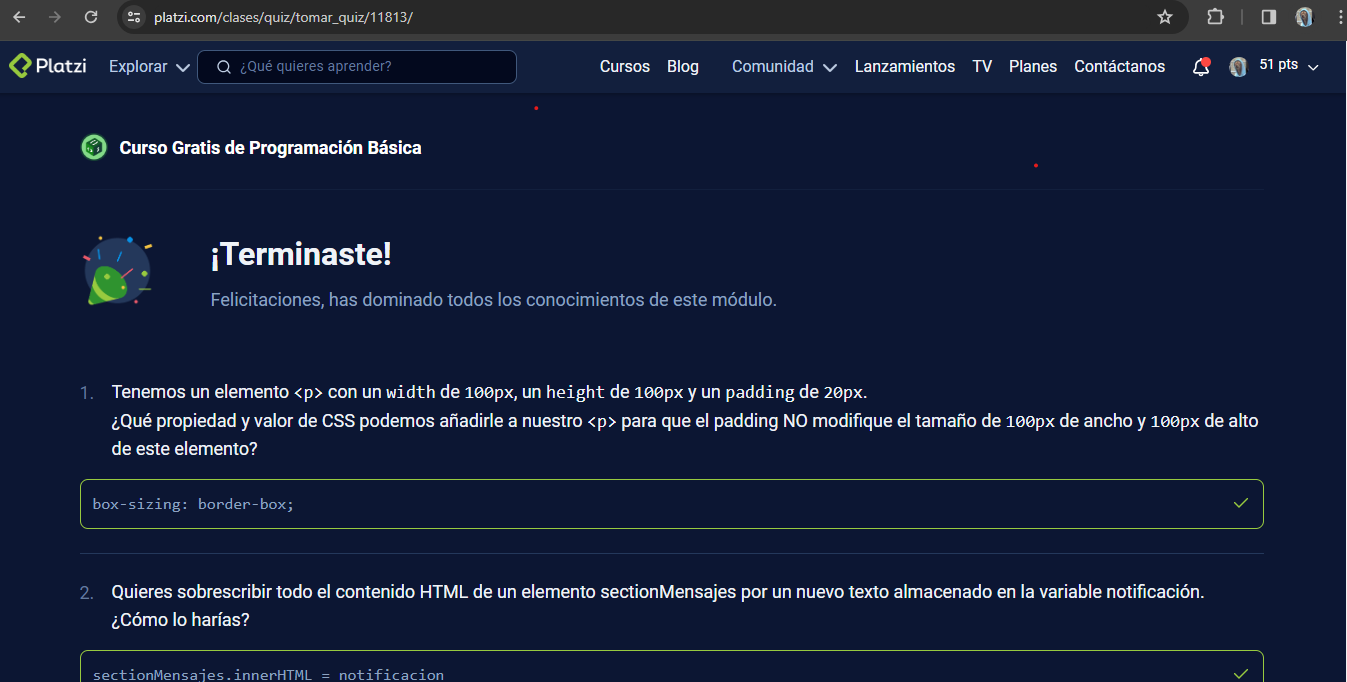 platzi.com/clases/quiz/tomar_quiz/11813/
Platzi Explorar ¿Qué quieres aprender? Cursos Blog Comunidad Lanzamientos TV Planes Contáctanos 51 pts
Curso Gratis de Programación Básica
¡Terminaste!
Felicitaciones, has dominado todos los conocimientos de este módulo.
1. Tenemos un elemento <p> con un width de 100px, un height de 100px y un padding de 20px.
¿Qué propiedad y valor de CSS podemos añadirle a nuestro <p> para que el padding NO modifique el tamaño de 100px de ancho y 100px de alto
de este elemento?
box-sizing: border-box;
2. Quieres sobrescribir todo el contenido HTML de un elemento sectionMensajes por un nuevo texto almacenado en la variable notificación.
¿Cómo lo harías?
sectionMensajes.innerHTML = notificacion